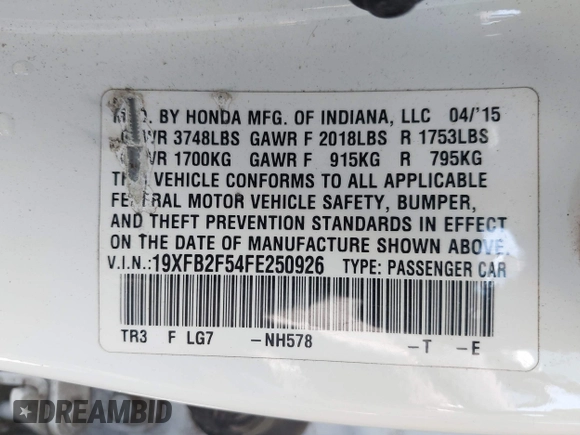 BY HONDA MFG. OF INDIANA, LLC 04/'15
3748LBS GAWR F 2018LBS R 1753LBS
1700KG GAWR F 915KG R 795KG
VEHICLE CONFORMS TO ALL APPLICABLE
FEDERAL MOTOR VEHICLE SAFETY, BUMPER,
AND THEFT PREVENTION STANDARDS IN EFFECT
ON THE DATE OF MANUFACTURE SHOWN ABOVE.
V.I.N.:19XFB2F54FE250926 TYPE: PASSENGER CAR
TR3 F LG7 -NH578 -T -E
DREAMBID